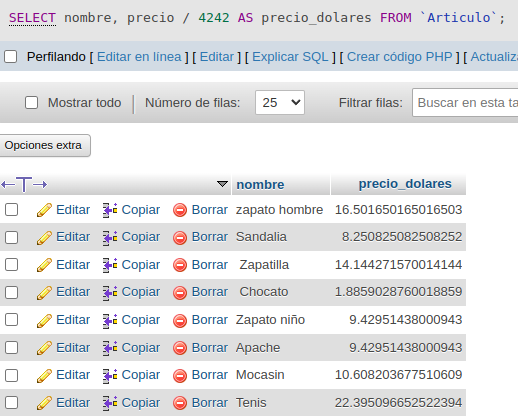 SELECT nombre, precio / 4242 AS precio_dolares FROM `Articulo`;
Perfilando [ Editar en línea ] [ Editar ] [ Explicar SQL ] [ Crear código PHP ] [ Actualiza
Mostrar todo Número de filas: 25 Filtrar filas: Buscar en esta ta
Opciones extra
nombre precio_dolares
Editar Copiar Borrar zapato hombre 16.501650165016503
Editar Copiar Borrar Sandalia 8.250825082508252
Editar Copiar Borrar Zapatilla 14.144271570014144
Editar Copiar Borrar Chocato 1.8859028760018859
Editar Copiar Borrar Zapato niño 9.42951438000943
Editar Copiar Borrar Apache 9.42951438000943
Editar Copiar Borrar Mocasin 10.608203677510609
Editar Copiar Borrar Tenis 22.395096652522394